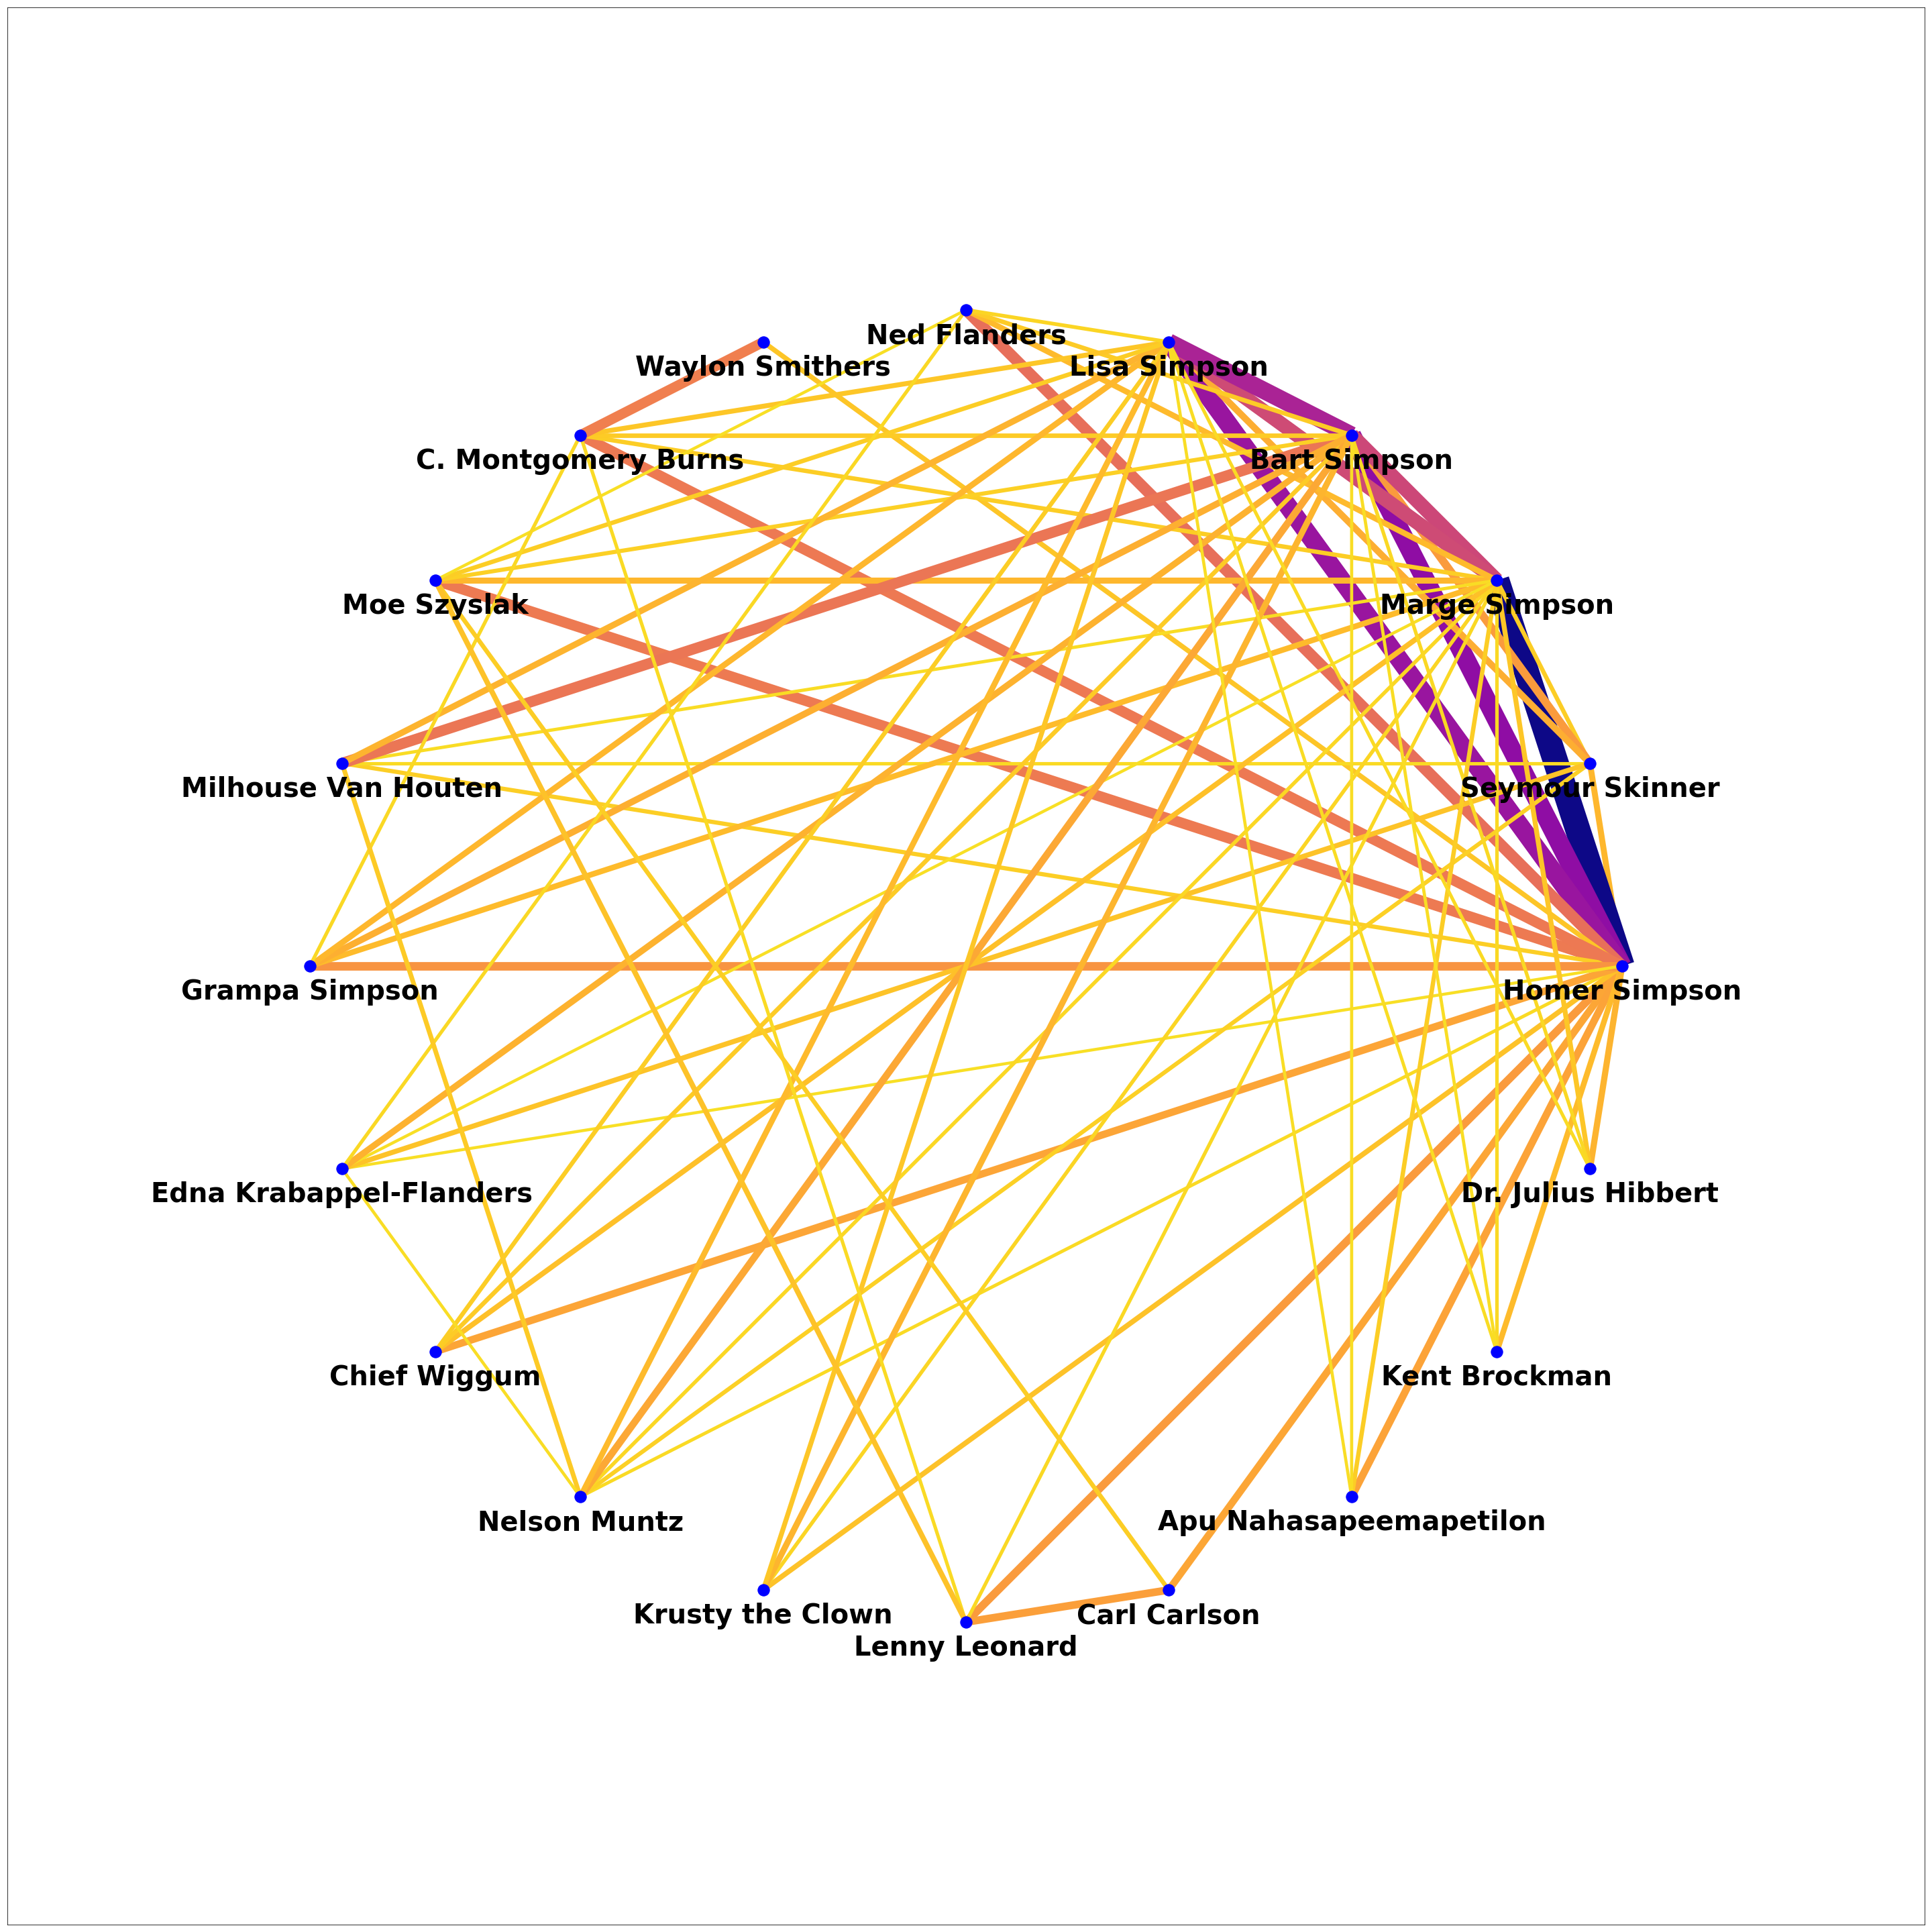 Ned Flanders
Waylon Smithers
Lisa Simpson
C. Montgomery Burns
Bart Simpson
Moe Szyslak
Marge Simpson
Milhouse Van Houten
Seymour Skinner
Grampa Simpson
Homer Simpson
Edna Krabappel-Flanders
Dr. Julius Hibbert
Chief Wiggum
Kent Brockman
Nelson Muntz
Apu Nahasapeemapetilon
Krusty the Clown
Carl Carlson
Lenny Leonard